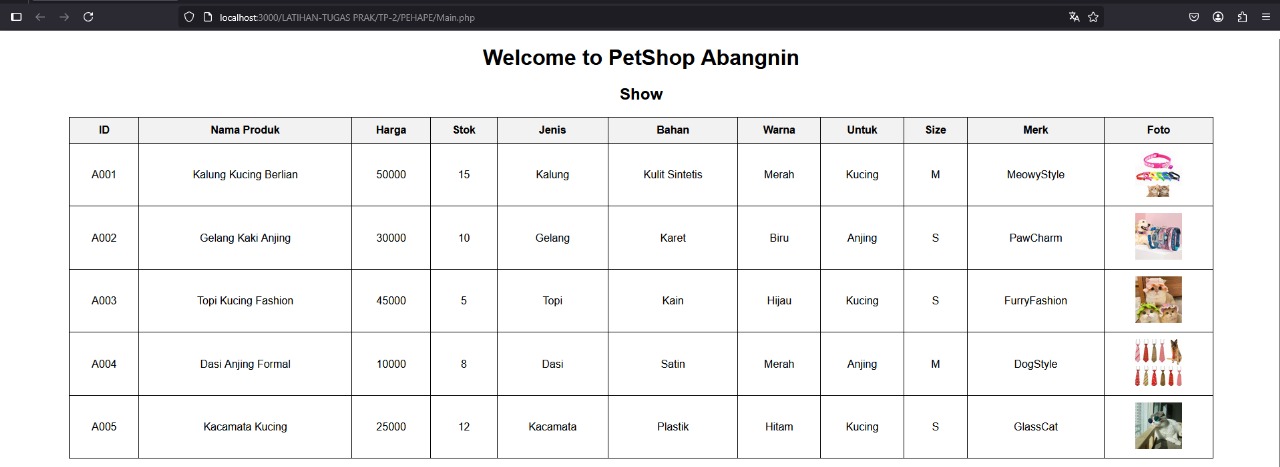 localhost:3000/LATIHAN-TUGAS PRAK/TP-2/PEHAPE/Main.php
Welcome to PetShop Abangnin
Show
ID Nama Produk Harga Stok Jenis Bahan Warna Untuk Size Merk Foto
A001 Kalung Kucing Berlian 50000 15 Kalung Kulit Sintetis Merah Kucing M MeowyStyle
A002 Gelang Kaki Anjing 30000 10 Gelang Karet Biru Anjing S PawCharm
A003 Topi Kucing Fashion 45000 5 Topi Kain Hijau Kucing S FurryFashion
A004 Dasi Anjing Formal 10000 8 Dasi Satin Merah Anjing M DogStyle
A005 Kacamata Kucing 25000 12 Kacamata Plastik Hitam Kucing S GlassCat